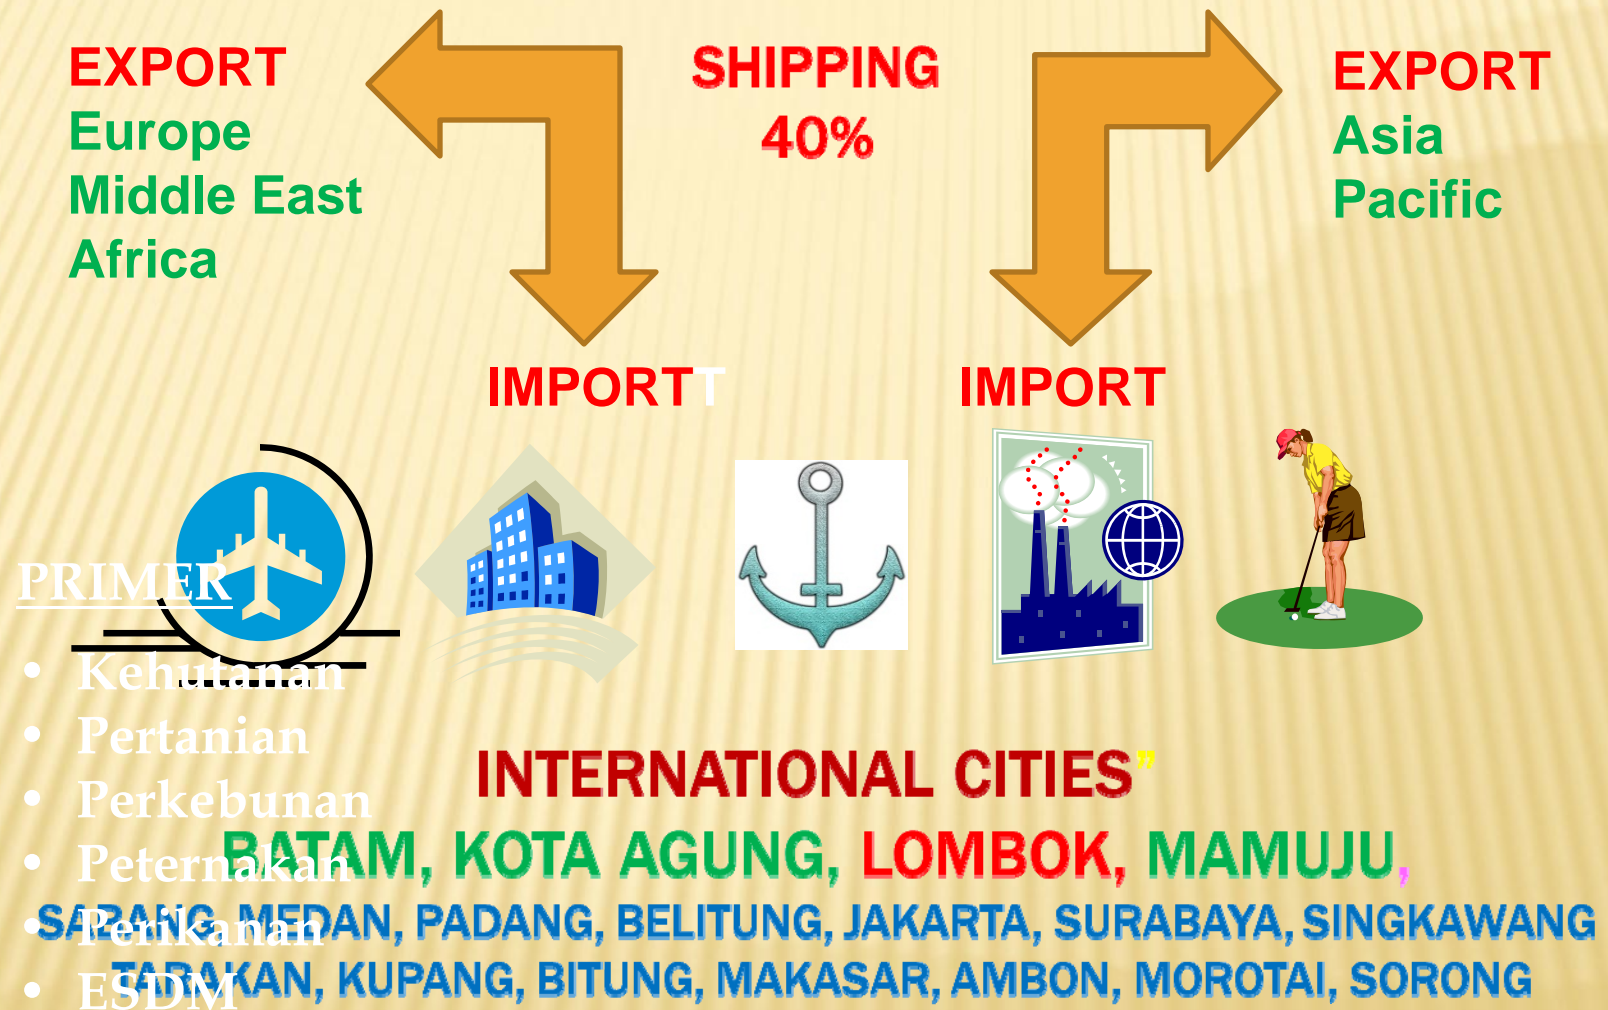 EXPORT
Europe
Middle East
Africa
SHIPPING
40%
EXPORT
Asia
Pacific
IMPORTT
IMPORT
PRIMER
• Kehutanan
• Pertanian
• Perkebunan
• Peternakan
• Perikanan
• ESDM
INTERNATIONAL CITIES”
BATAM, KOTA AGUNG, LOMBOK, MAMUJU,
SABANG, MEDAN, PADANG, BELITUNG, JAKARTA, SURABAYA, SINGKAWANG
TARAKAN, KUPANG, BITUNG, MAKASAR, AMBON, MOROTAI, SORONG